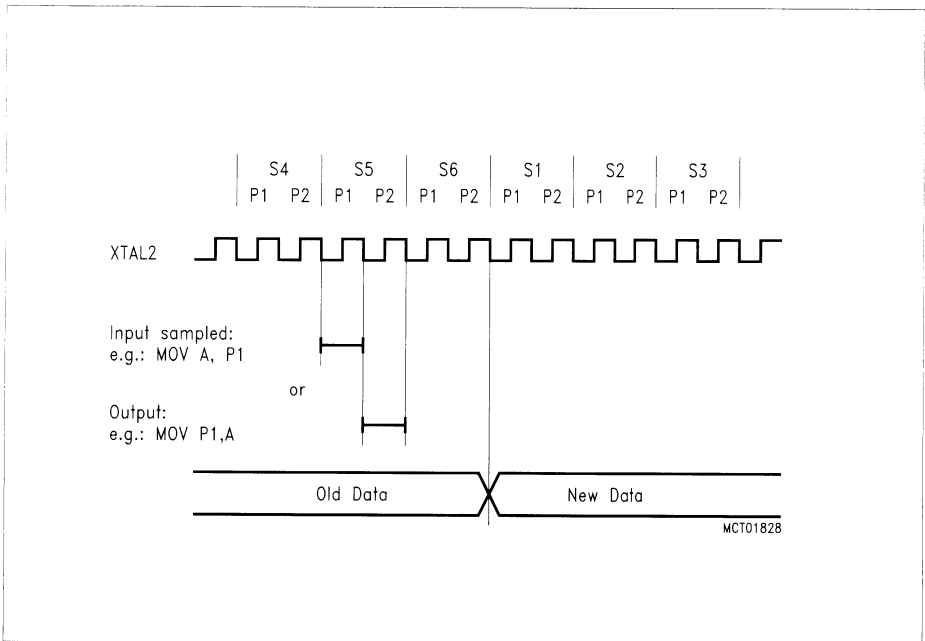 S4 S5 S6 S1 S2 S3
P1 P2 P1 P2 P1 P2 P1 P2 P1 P2 P1 P2
XTAL2
Input sampled:
e.g.: MOV A, P1
or
Output:
e.g.: MOV P1,A
Old Data New Data
MCT01828